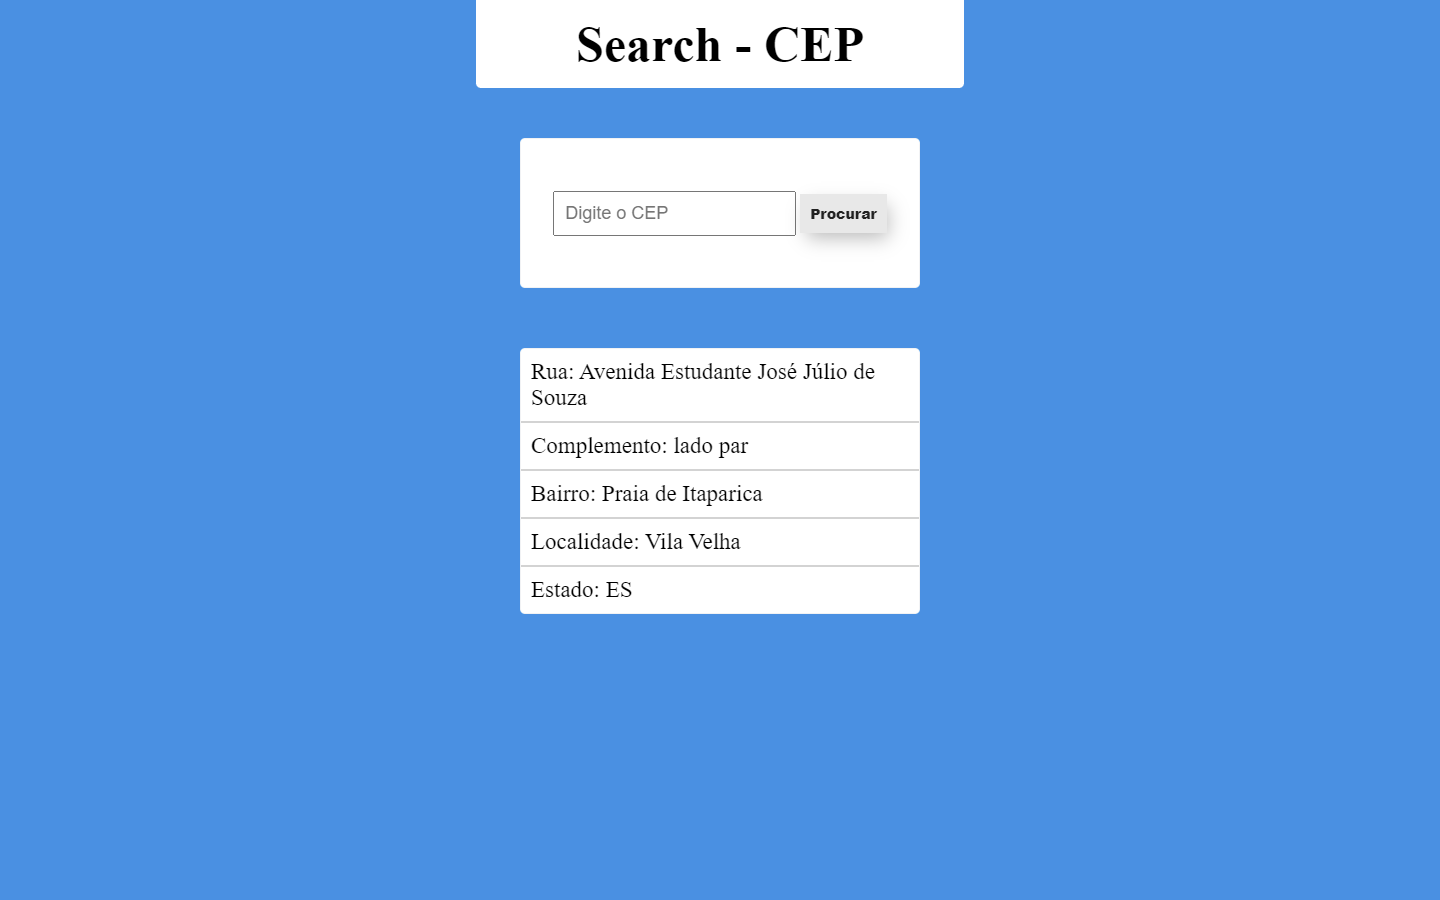 Search - CEP
Digite o CEP
Procurar
Rua: Avenida Estudante José Júlio de
Souza
Complemento: lado par
Bairro: Praia de Itaparica
Localidade: Vila Velha
Estado: ES